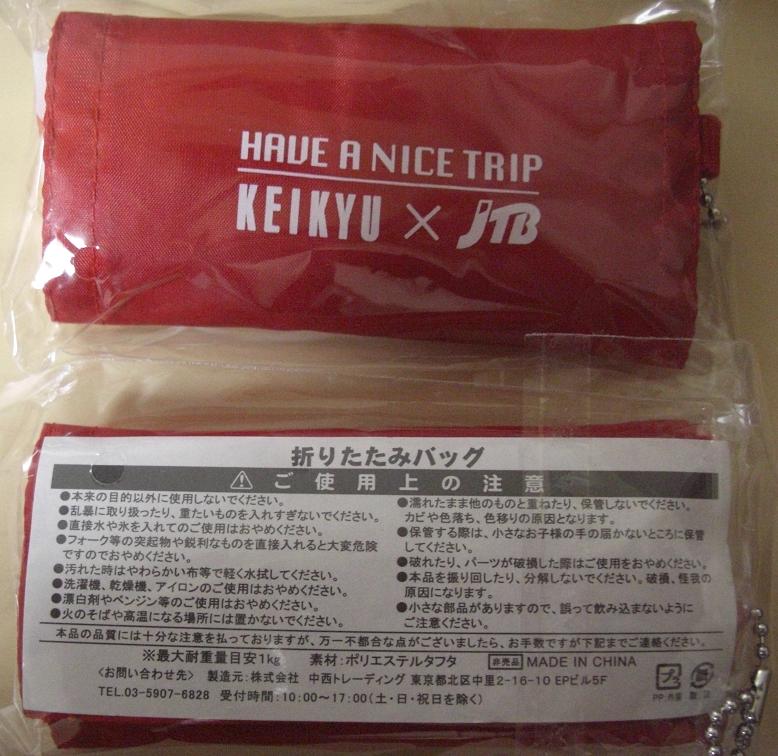 HAVE A NICE TRIP
KEIKYU × JTB
折りたたみバッグ
⚠ご使用上の注意
●本来の目的以外に使用しないでください。
●乱暴に取り扱ったり、重たいものを入れすぎないでください。
●直接水や氷を入れてのご使用はおやめください。
●フォーク等の突起物や鋭利なものを直接入れると大変危険
ですのでおやめください。
●汚れた時はやわらかい布等で軽く水拭してください。
●洗濯機、乾燥機、アイロンのご使用はおやめください。
●漂白剤やベンジン等のご使用はおやめください。
●火のそばや高温になる場所には置かないでください。
●濡れたまま他のものと重ねたり、保管しないでください。
カビや色落ち、色移りの原因となります。
●保管する際は、小さなお子様の手の届かないところに保管
してください。
●破れたり、パーツが破損した際はご使用をおやめください。
●本品を振り回したり、分解しないでください。破損、怪我の
原因になります。
●小さな部品がありますので、誤って飲み込まないように
ご注意ください。
本品の品質には十分な注意を払っておりますが、万一不都合な点がございましたら、お手数ですが下記までご連絡ください。
※最大耐重量目安1kg 素材:ポリエステルタフタ 非売品 MADE IN CHINA
〈お問い合わせ先〉 製造元:株式会社 中西トレーディング 東京都北区中里2-16-10 EPビル5F
TEL.03-5907-6828 受付時間:10:00〜17:00(土・日・祝日を除く)
プラ